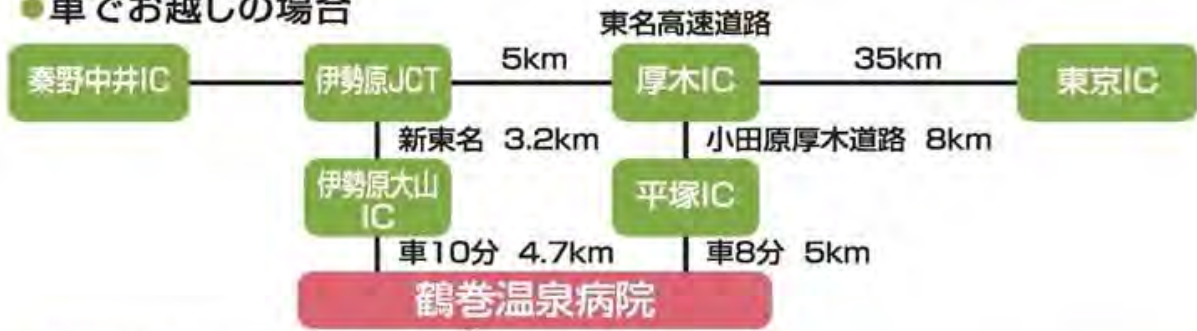 ●車でお越しの場合
東名高速道路
秦野中井IC 伊勢原JCT 5km 厚木IC 35km 東京IC
新東名 3.2km 小田原厚木道路 8km
伊勢原大山
IC
平塚IC
車10分 4.7km 車8分 5km
鶴巻温泉病院